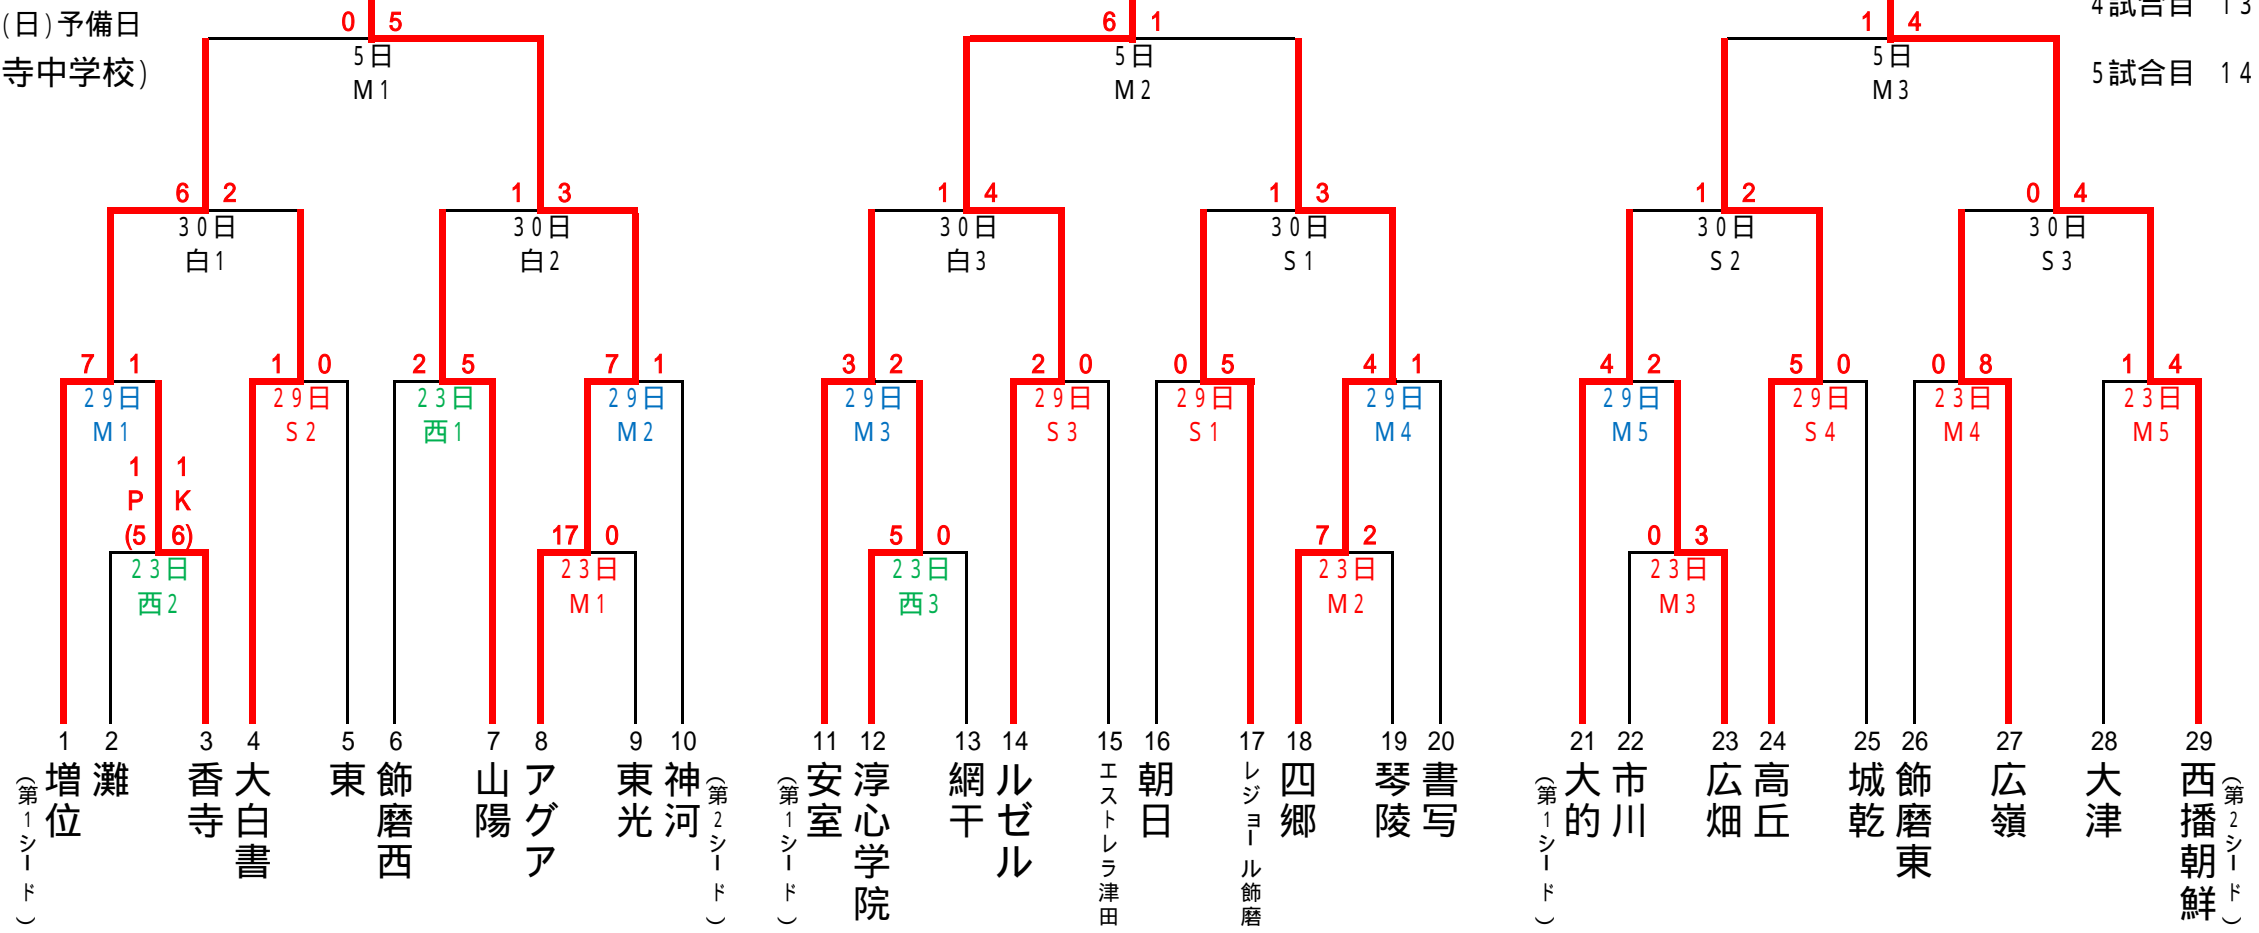 (日)予備日
寺中学校)
0 5
5日
M1
6 1
5日
M2
1 4
5日
M3
4試合目 13
5試合目 14
6 2
30日
白1
1 3
30日
白2
1 4
30日
白3
1 3
30日
S1
1 2
30日
S2
0 4
30日
S3
7 1
29日
M1
1 0
29日
S2
2 5
23日
西1
7 1
29日
M2
3 2
29日
M3
2 0
29日
S3
0 5
29日
S1
4 1
29日
M4
4 2
29日
M5
5 0
29日
S4
0 8
23日
M4
1 4
23日
M5
1 1
P K
(5 6)
23日
西2
17 0
23日
M1
5 0
23日
西3
7 2
23日
M2
0 3
23日
M3
1 2 3 4 5 6 7 8 9 10 11 12 13 14 15 16 17 18 19 20 21 22 23 24 25 26 27 28 29
(第1シード)
増位
灘
香寺
大白書
東
飾磨西
山陽
アグア
東光
神河
(第2シード)
(第1シード)
安室
淳心学院
網干
ルゼル
エストレラ津田
朝日
レジョール飾磨
四郷
琴陵
書写
(第1シード)
大的
市川
広畑
高丘
城乾
飾磨東
広嶺
大津
西播朝鮮
(第2シード)